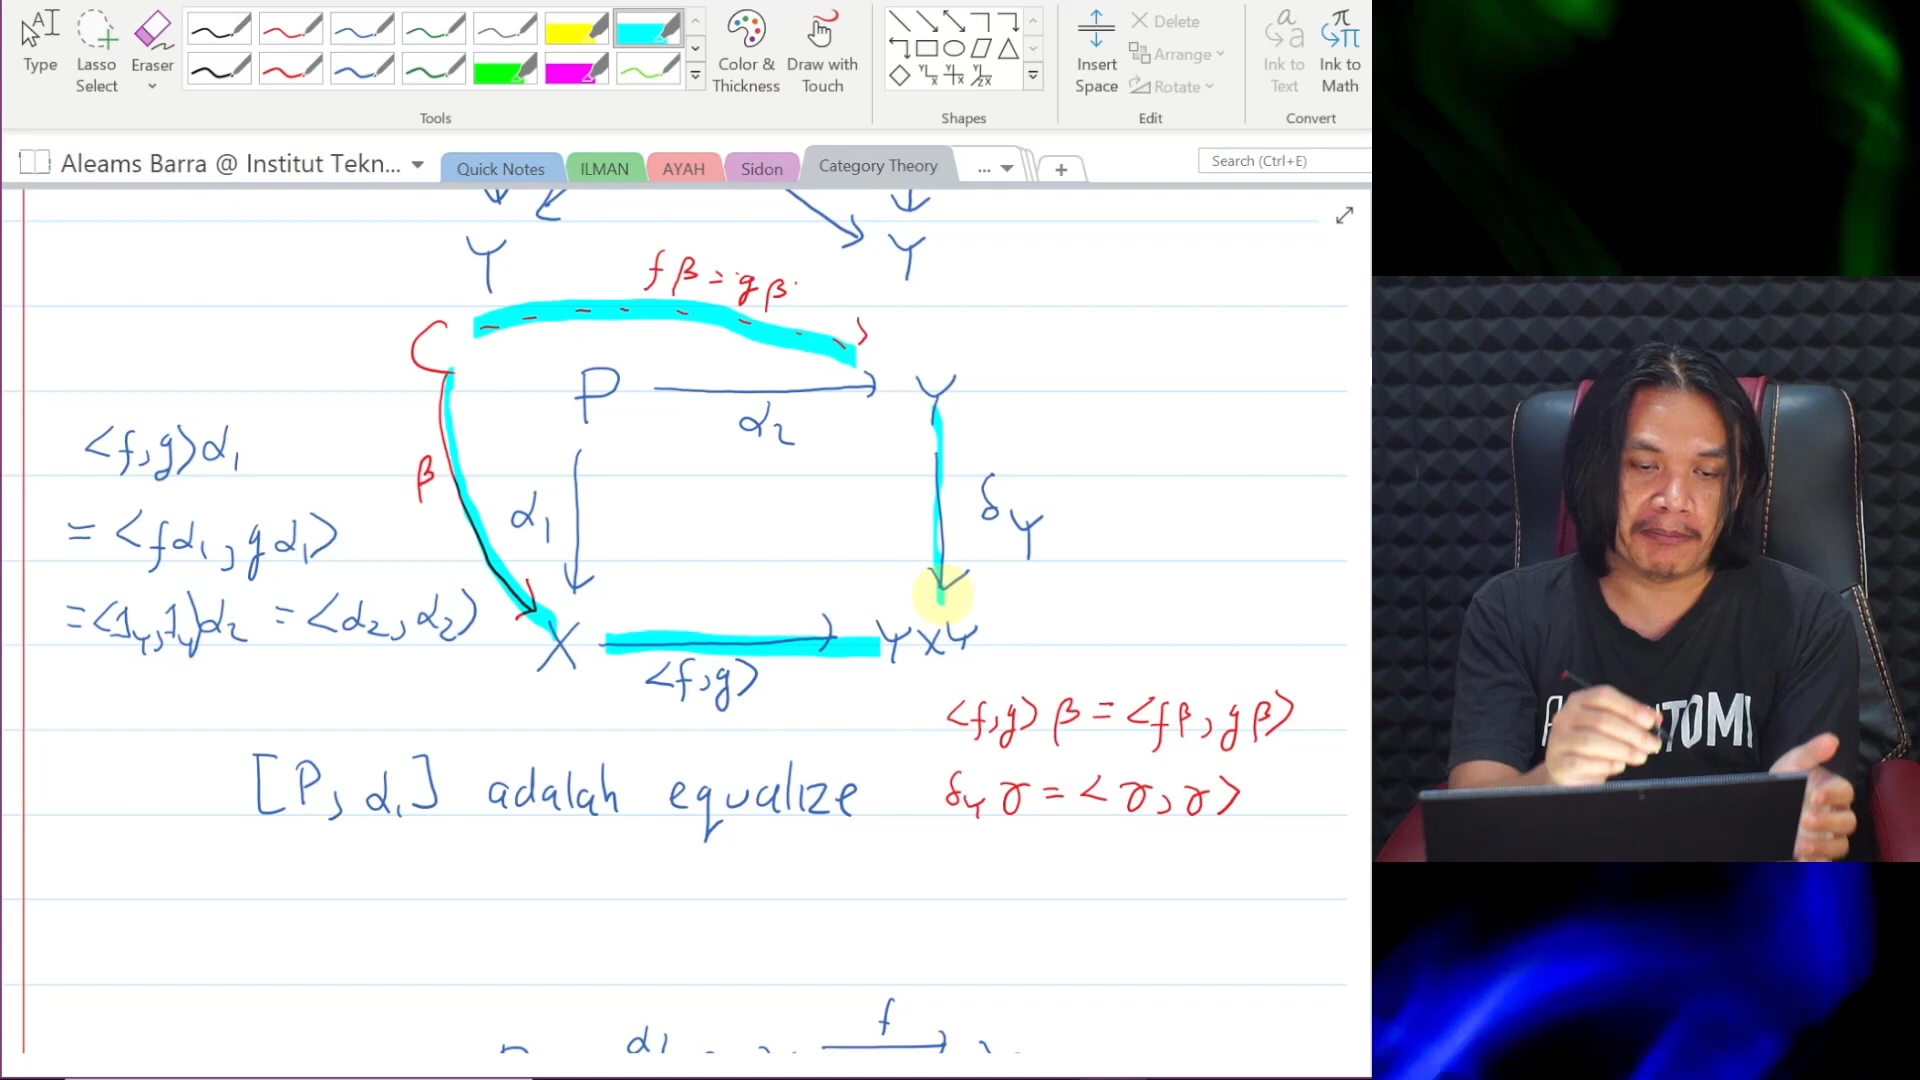 Type
Lasso Select
Eraser
Color & Thickness
Draw with Touch
Insert Space
Delete
Arrange
Rotate
Ink to Text
Ink to Math
Tools
Shapes
Edit
Convert
Aleams Barra @ Institut Tekn...
Quick Notes
ILMAN
AYAH
Sidon
Category Theory
...
Search (Ctrl+E)
Y
Y
fβ = gβ
C
P
α2
Y
<f,g>α1
β
α1
δY
= <fα1, gα1>
= <1Y,1Y>α2 = <α2, α2>
X
<f,g>
Y×Y
<f,g>β = <fβ, gβ>
[P, α1] adalah equalize
δY γ = <γ, γ>
f
α1